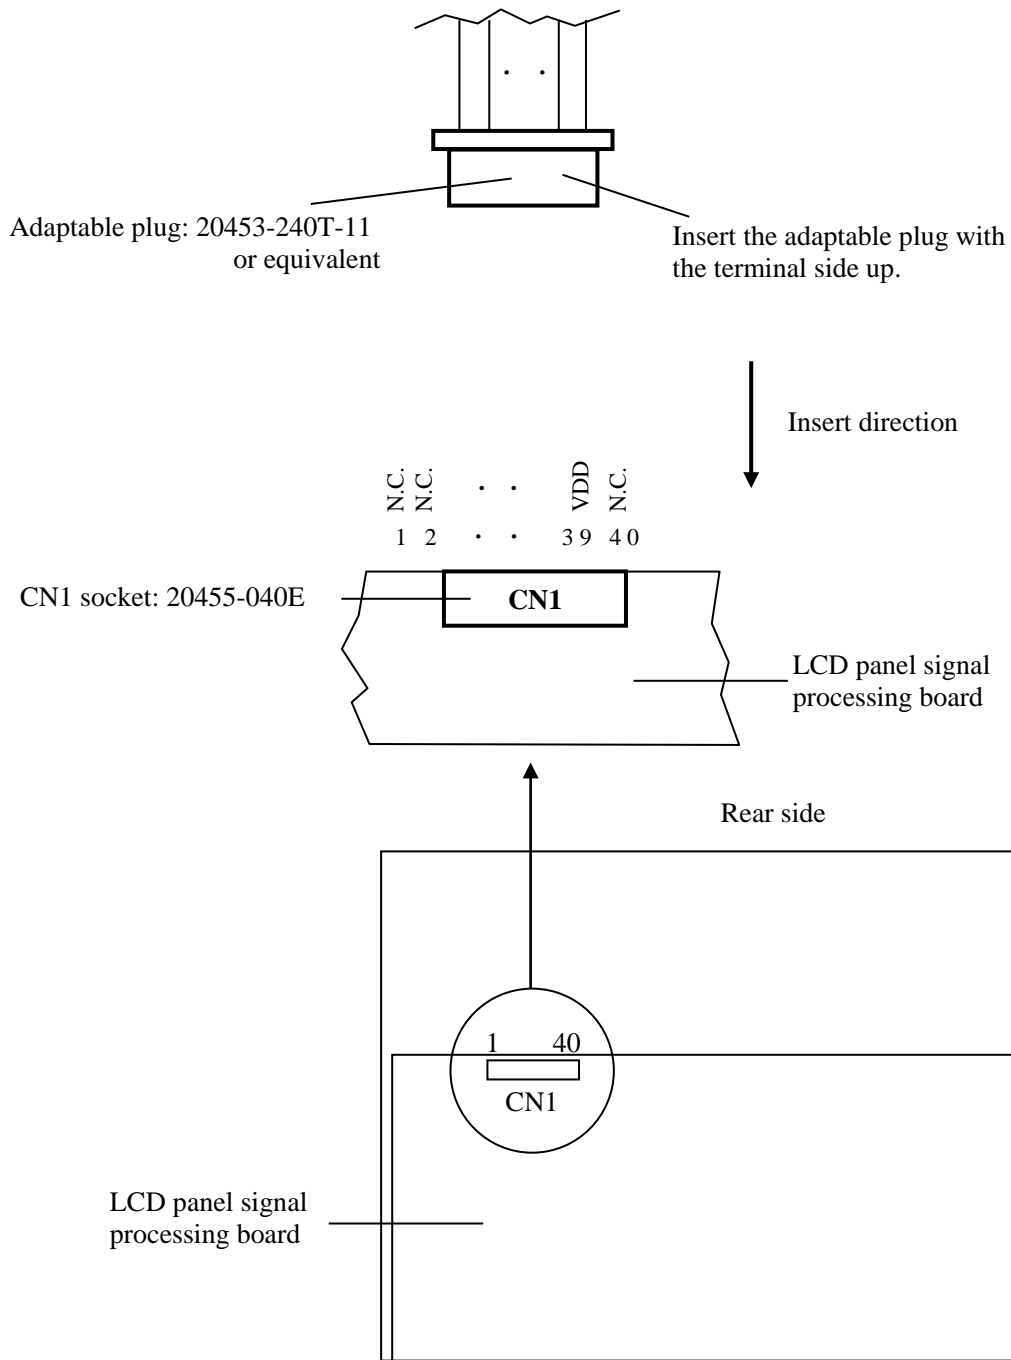 Adaptable plug: 20453-240T-11
or equivalent
Insert the adaptable plug with
the terminal side up.
Insert direction
N.C. N.C. · · VDD N.C.
1 2 · · 39 40
CN1 socket: 20455-040E
CN1
LCD panel signal
processing board
Rear side
1 40
CN1
LCD panel signal
processing board